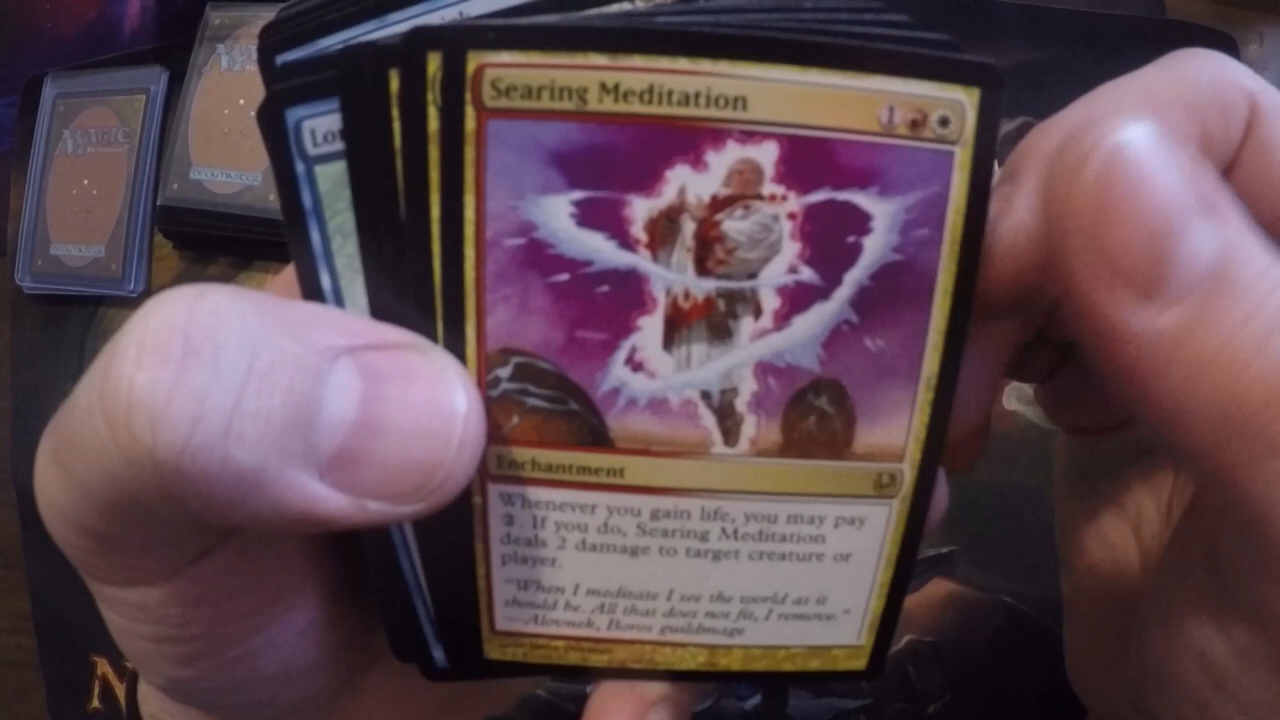 Searing Meditation
1
Enchantment
Whenever you gain life, you may pay
2. If you do, Searing Meditation
deals 2 damage to target creature or
player.
"When I meditate I see the world as it
should be. All that does not fit, I remove."
—Alovnek, Boros guildmage
Lo
MAGIC
DECKMASTER
MA
DECKMASTER
N